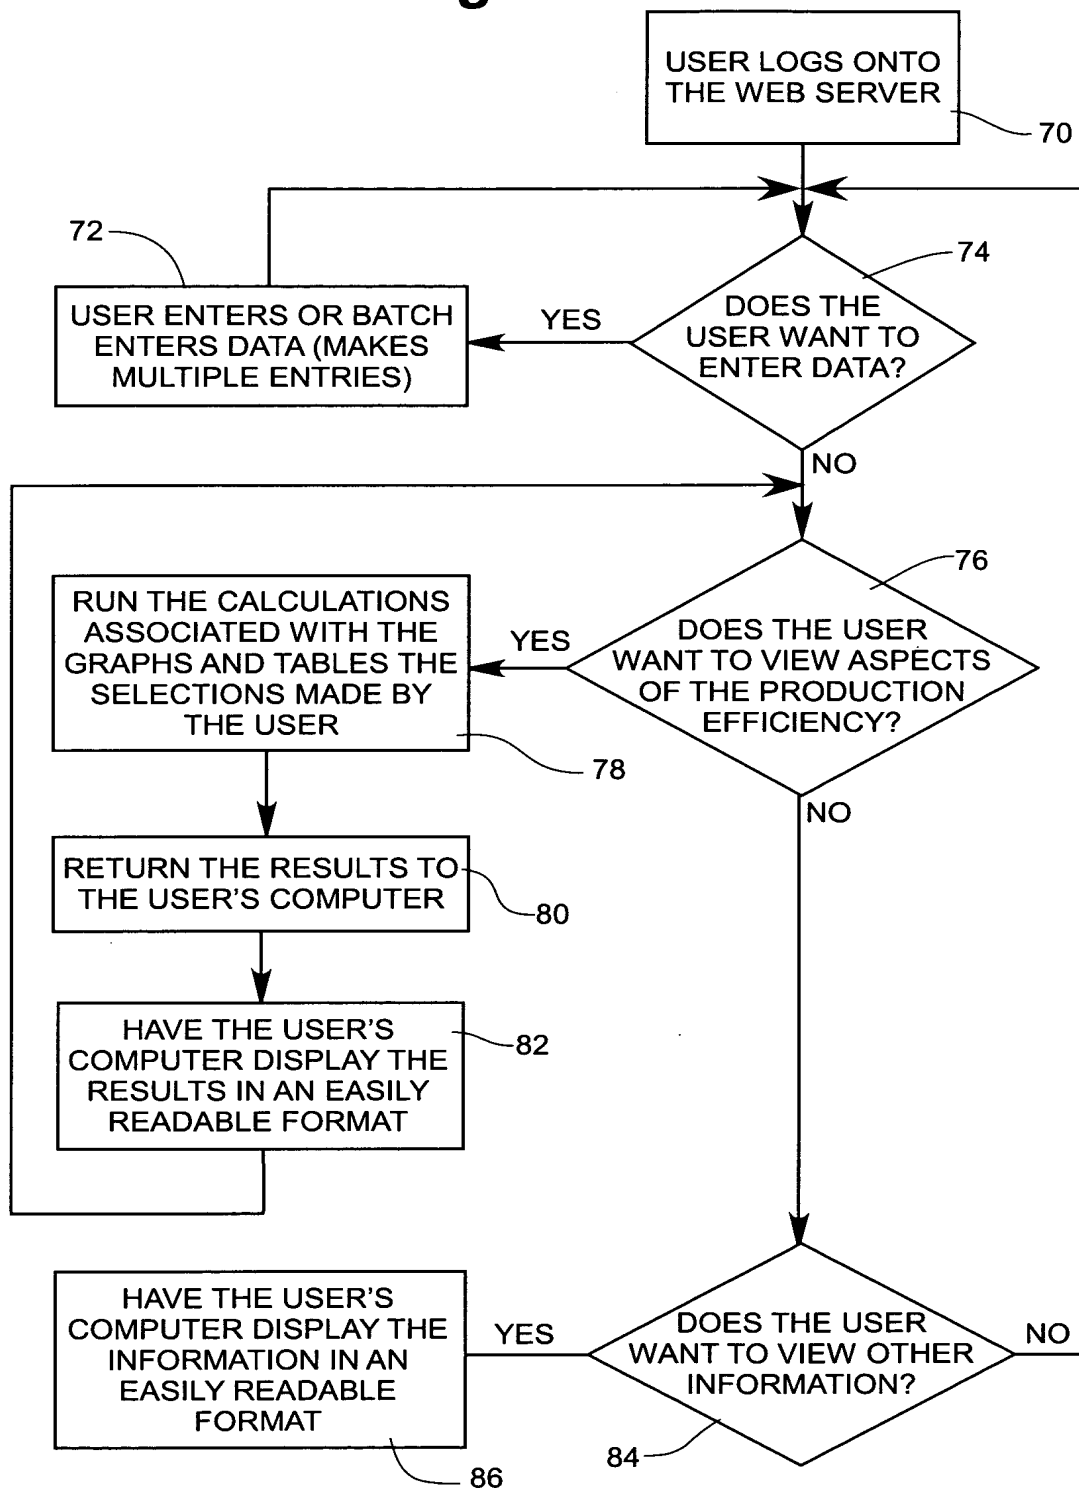 USER LOGS ONTO
THE WEB SERVER
70
72
74
USER ENTERS OR BATCH
ENTERS DATA (MAKES
MULTIPLE ENTRIES)
YES
DOES THE
USER WANT TO
ENTER DATA?
NO
76
RUN THE CALCULATIONS
ASSOCIATED WITH THE
GRAPHS AND TABLES THE
SELECTIONS MADE BY
THE USER
YES
DOES THE USER
WANT TO VIEW ASPECTS
OF THE PRODUCTION
EFFICIENCY?
78
NO
RETURN THE RESULTS TO
THE USER'S COMPUTER
80
HAVE THE USER'S
COMPUTER DISPLAY THE
RESULTS IN AN EASILY
READABLE FORMAT
82
HAVE THE USER'S
COMPUTER DISPLAY THE
INFORMATION IN AN
EASILY READABLE
FORMAT
YES
DOES THE USER
WANT TO VIEW OTHER
INFORMATION?
NO
84
86